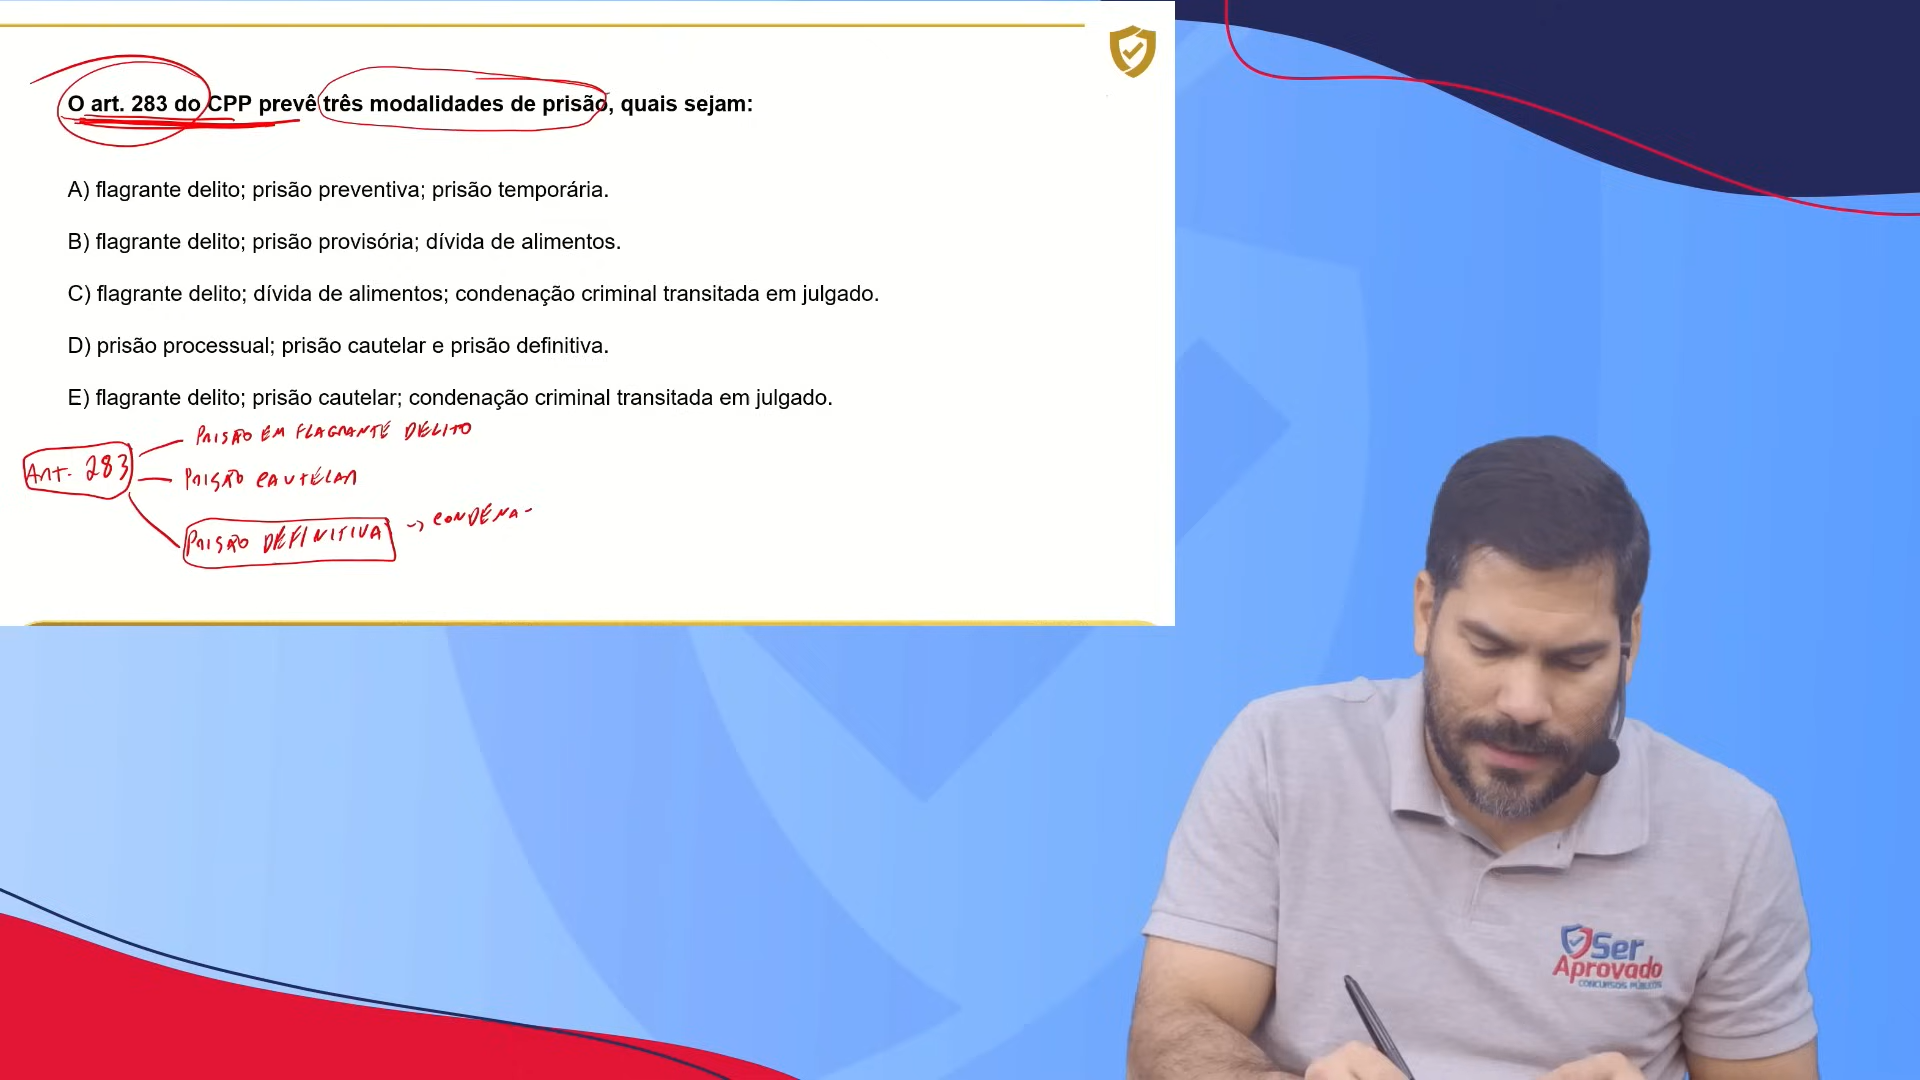 O art. 283 do CPP prevê três modalidades de prisão, quais sejam:
A) flagrante delito; prisão preventiva; prisão temporária.
B) flagrante delito; prisão provisória; dívida de alimentos.
C) flagrante delito; dívida de alimentos; condenação criminal transitada em julgado.
D) prisão processual; prisão cautelar e prisão definitiva.
E) flagrante delito; prisão cautelar; condenação criminal transitada em julgado.
PRISÃO EM FLAGRANTE DELITO
ART. 283
PRISÃO CAUTELAR
PRISÃO DEFINITIVA -> CONDENA-
Ser
Aprovado
CONCURSOS PÚBLICOS